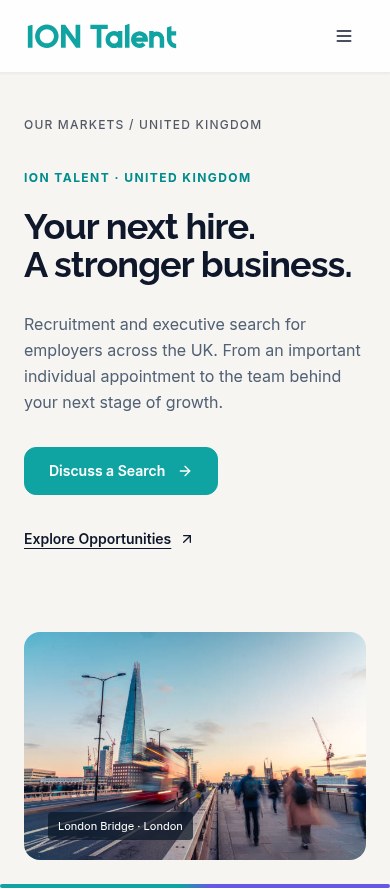 ION Talent
OUR MARKETS / UNITED KINGDOM
ION TALENT · UNITED KINGDOM
Your next hire.
A stronger business.
Recruitment and executive search for
employers across the UK. From an important
individual appointment to the team behind
your next stage of growth.
Discuss a Search
Explore Opportunities
London Bridge · London